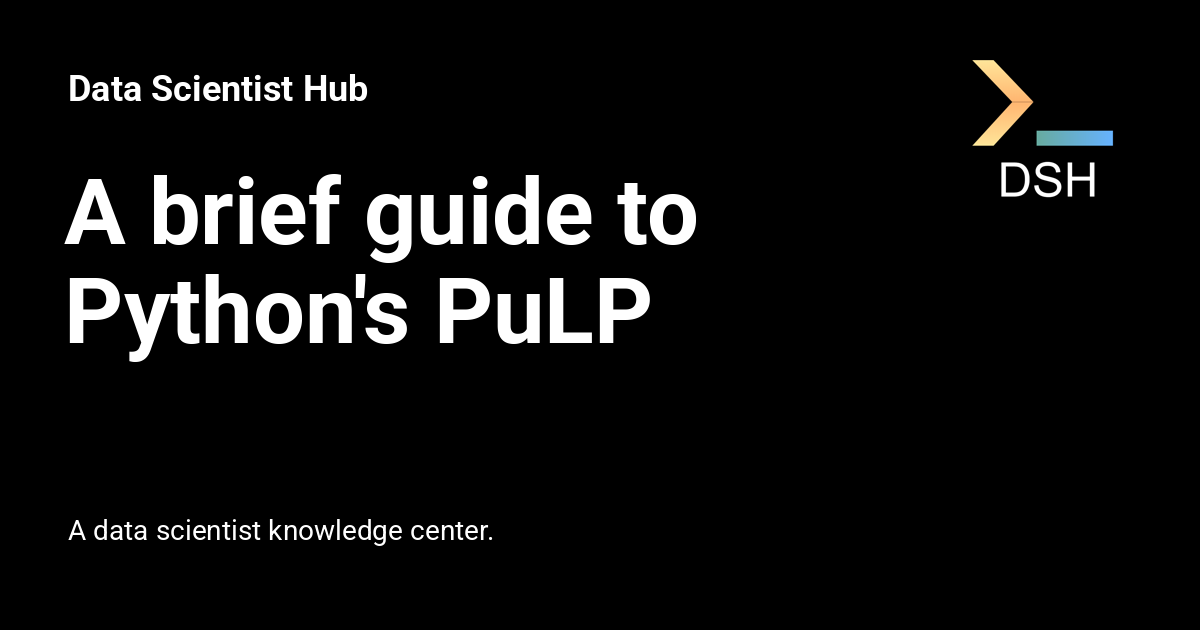 Data Scientist Hub
DSH
A brief guide to
Python's PuLP
A data scientist knowledge center.